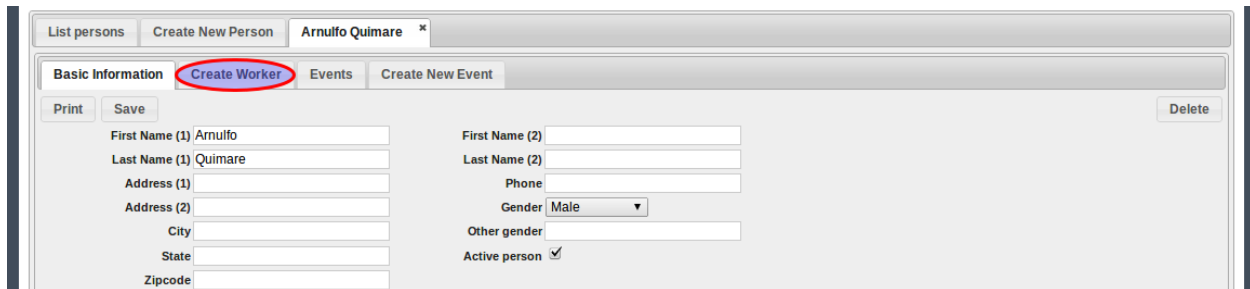 List persons Create New Person Arnulfo Quimare ✖
Basic Information Create Worker Events Create New Event
Print Save Delete
First Name (1) Arnulfo First Name (2)
Last Name (1) Quimare Last Name (2)
Address (1) Phone
Address (2) Gender Male ▼
City Other gender
State Active person
Zipcode